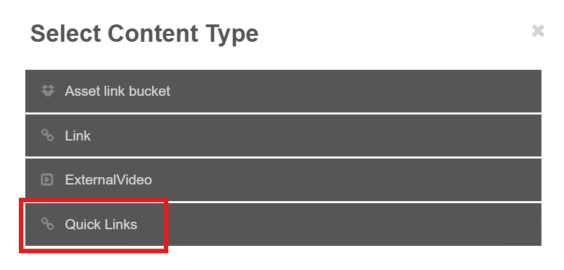 Select Content Type
Asset link bucket
Link
ExternalVideo
Quick Links